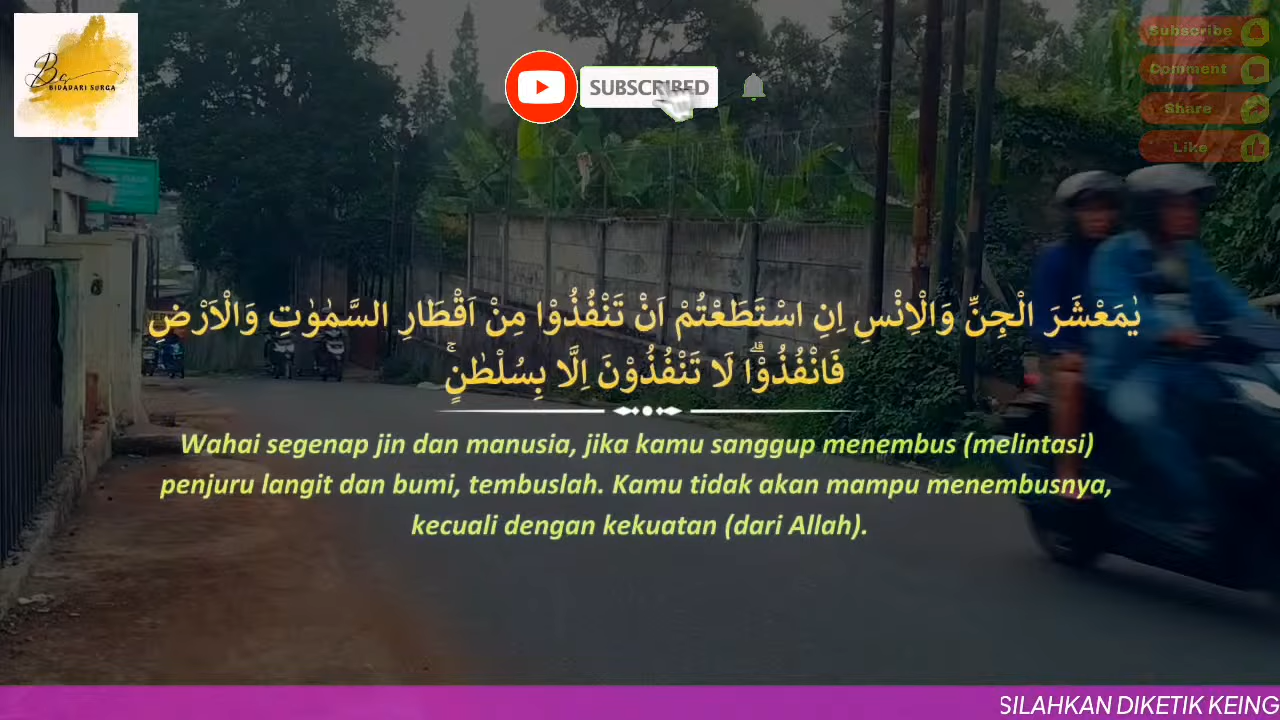 Bs
BIDADARI SURGA
SUBSCRIBED
Subscribe
Comment
Share
Like
يٰمَعْشَرَ الْجِنِّ وَالْاِنْسِ اِنِ اسْتَطَعْتُمْ اَنْ تَنْفُذُوْا مِنْ اَقْطَارِ السَّمٰوٰتِ وَالْاَرْضِ
فَانْفُذُوْاۗ لَا تَنْفُذُوْنَ اِلَّا بِسُلْطٰنٍۚ
Wahai segenap jin dan manusia, jika kamu sanggup menembus (melintasi)
penjuru langit dan bumi, tembuslah. Kamu tidak akan mampu menembusnya,
kecuali dengan kekuatan (dari Allah).
SILAHKAN DIKETIK KEING